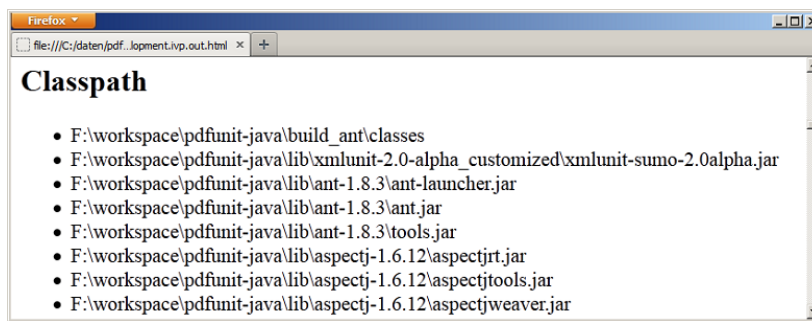 Firefox
file:///C:/daten/pdf...lopment.ivp.out.html
Classpath
• F:\workspace\pdfunit-java\build_ant\classes
• F:\workspace\pdfunit-java\lib\xmlunit-2.0-alpha_customized\xmlunit-sumo-2.0alpha.jar
• F:\workspace\pdfunit-java\lib\ant-1.8.3\ant-launcher.jar
• F:\workspace\pdfunit-java\lib\ant-1.8.3\ant.jar
• F:\workspace\pdfunit-java\lib\ant-1.8.3\tools.jar
• F:\workspace\pdfunit-java\lib\aspectj-1.6.12\aspectjrt.jar
• F:\workspace\pdfunit-java\lib\aspectj-1.6.12\aspectjtools.jar
• F:\workspace\pdfunit-java\lib\aspectj-1.6.12\aspectjweaver.jar